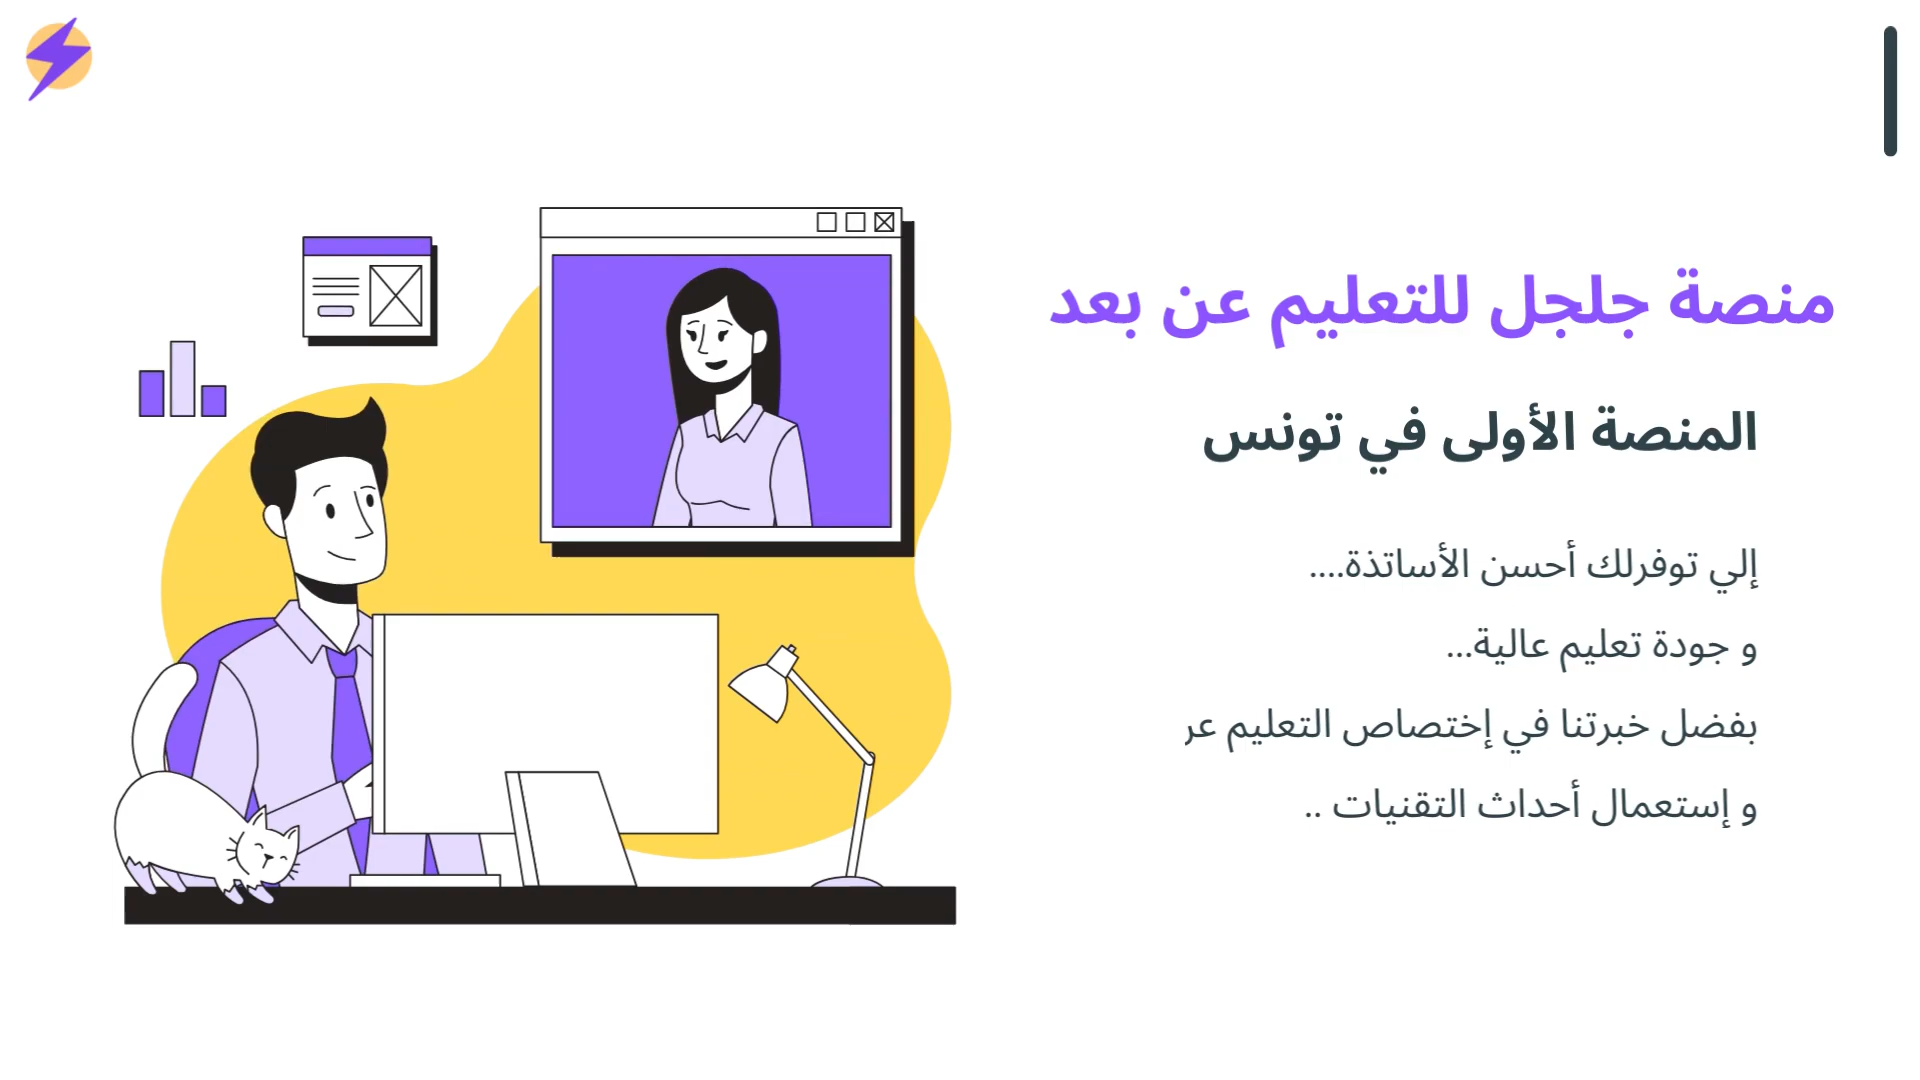 منصة جلجل للتعليم عن بعد
المنصة الأولى في تونس
إلي توفرلك أحسن الأساتذة....
و جودة تعليم عالية...
بفضل خبرتنا في إختصاص التعليم
و إستعمال أحداث التقنيات ..